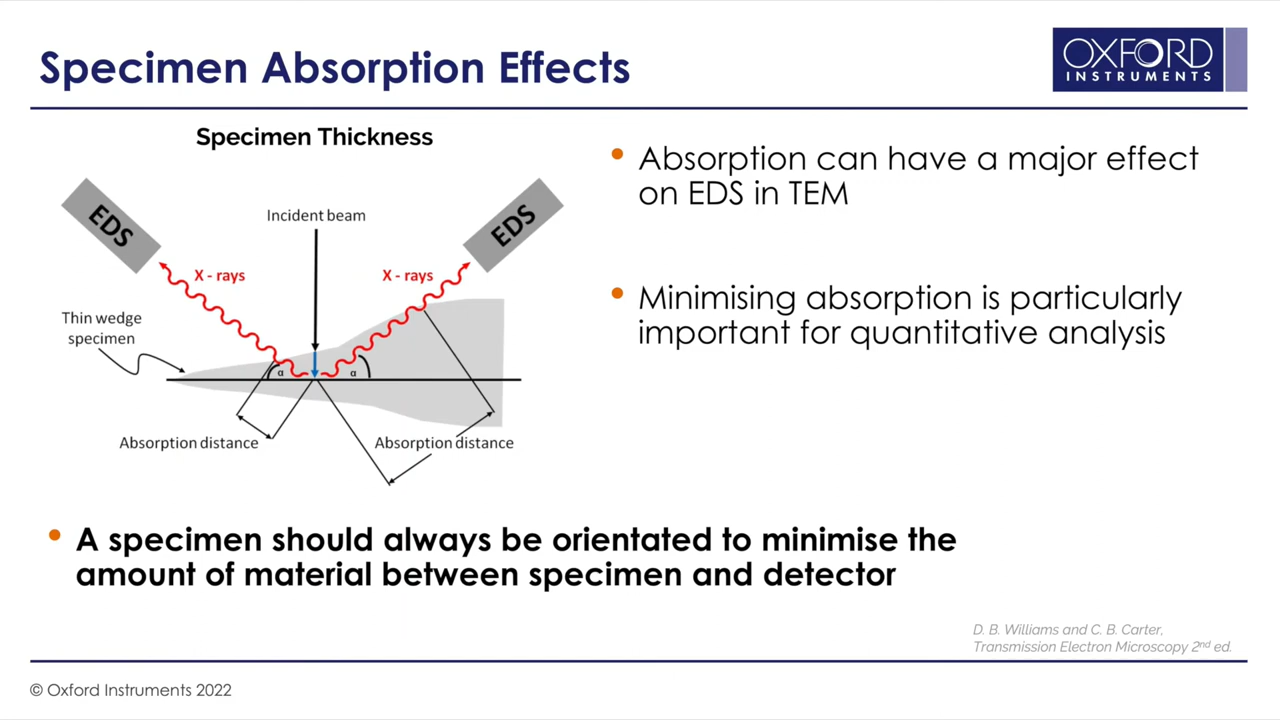 Specimen Absorption Effects
OXFORD
INSTRUMENTS
Specimen Thickness
EDS
EDS
Incident beam
X - rays
X - rays
Thin wedge
specimen
α
α
Absorption distance
Absorption distance
• Absorption can have a major effect
on EDS in TEM
• Minimising absorption is particularly
important for quantitative analysis
• A specimen should always be orientated to minimise the
amount of material between specimen and detector
D. B. Williams and C. B. Carter,
Transmission Electron Microscopy 2nd ed.
© Oxford Instruments 2022